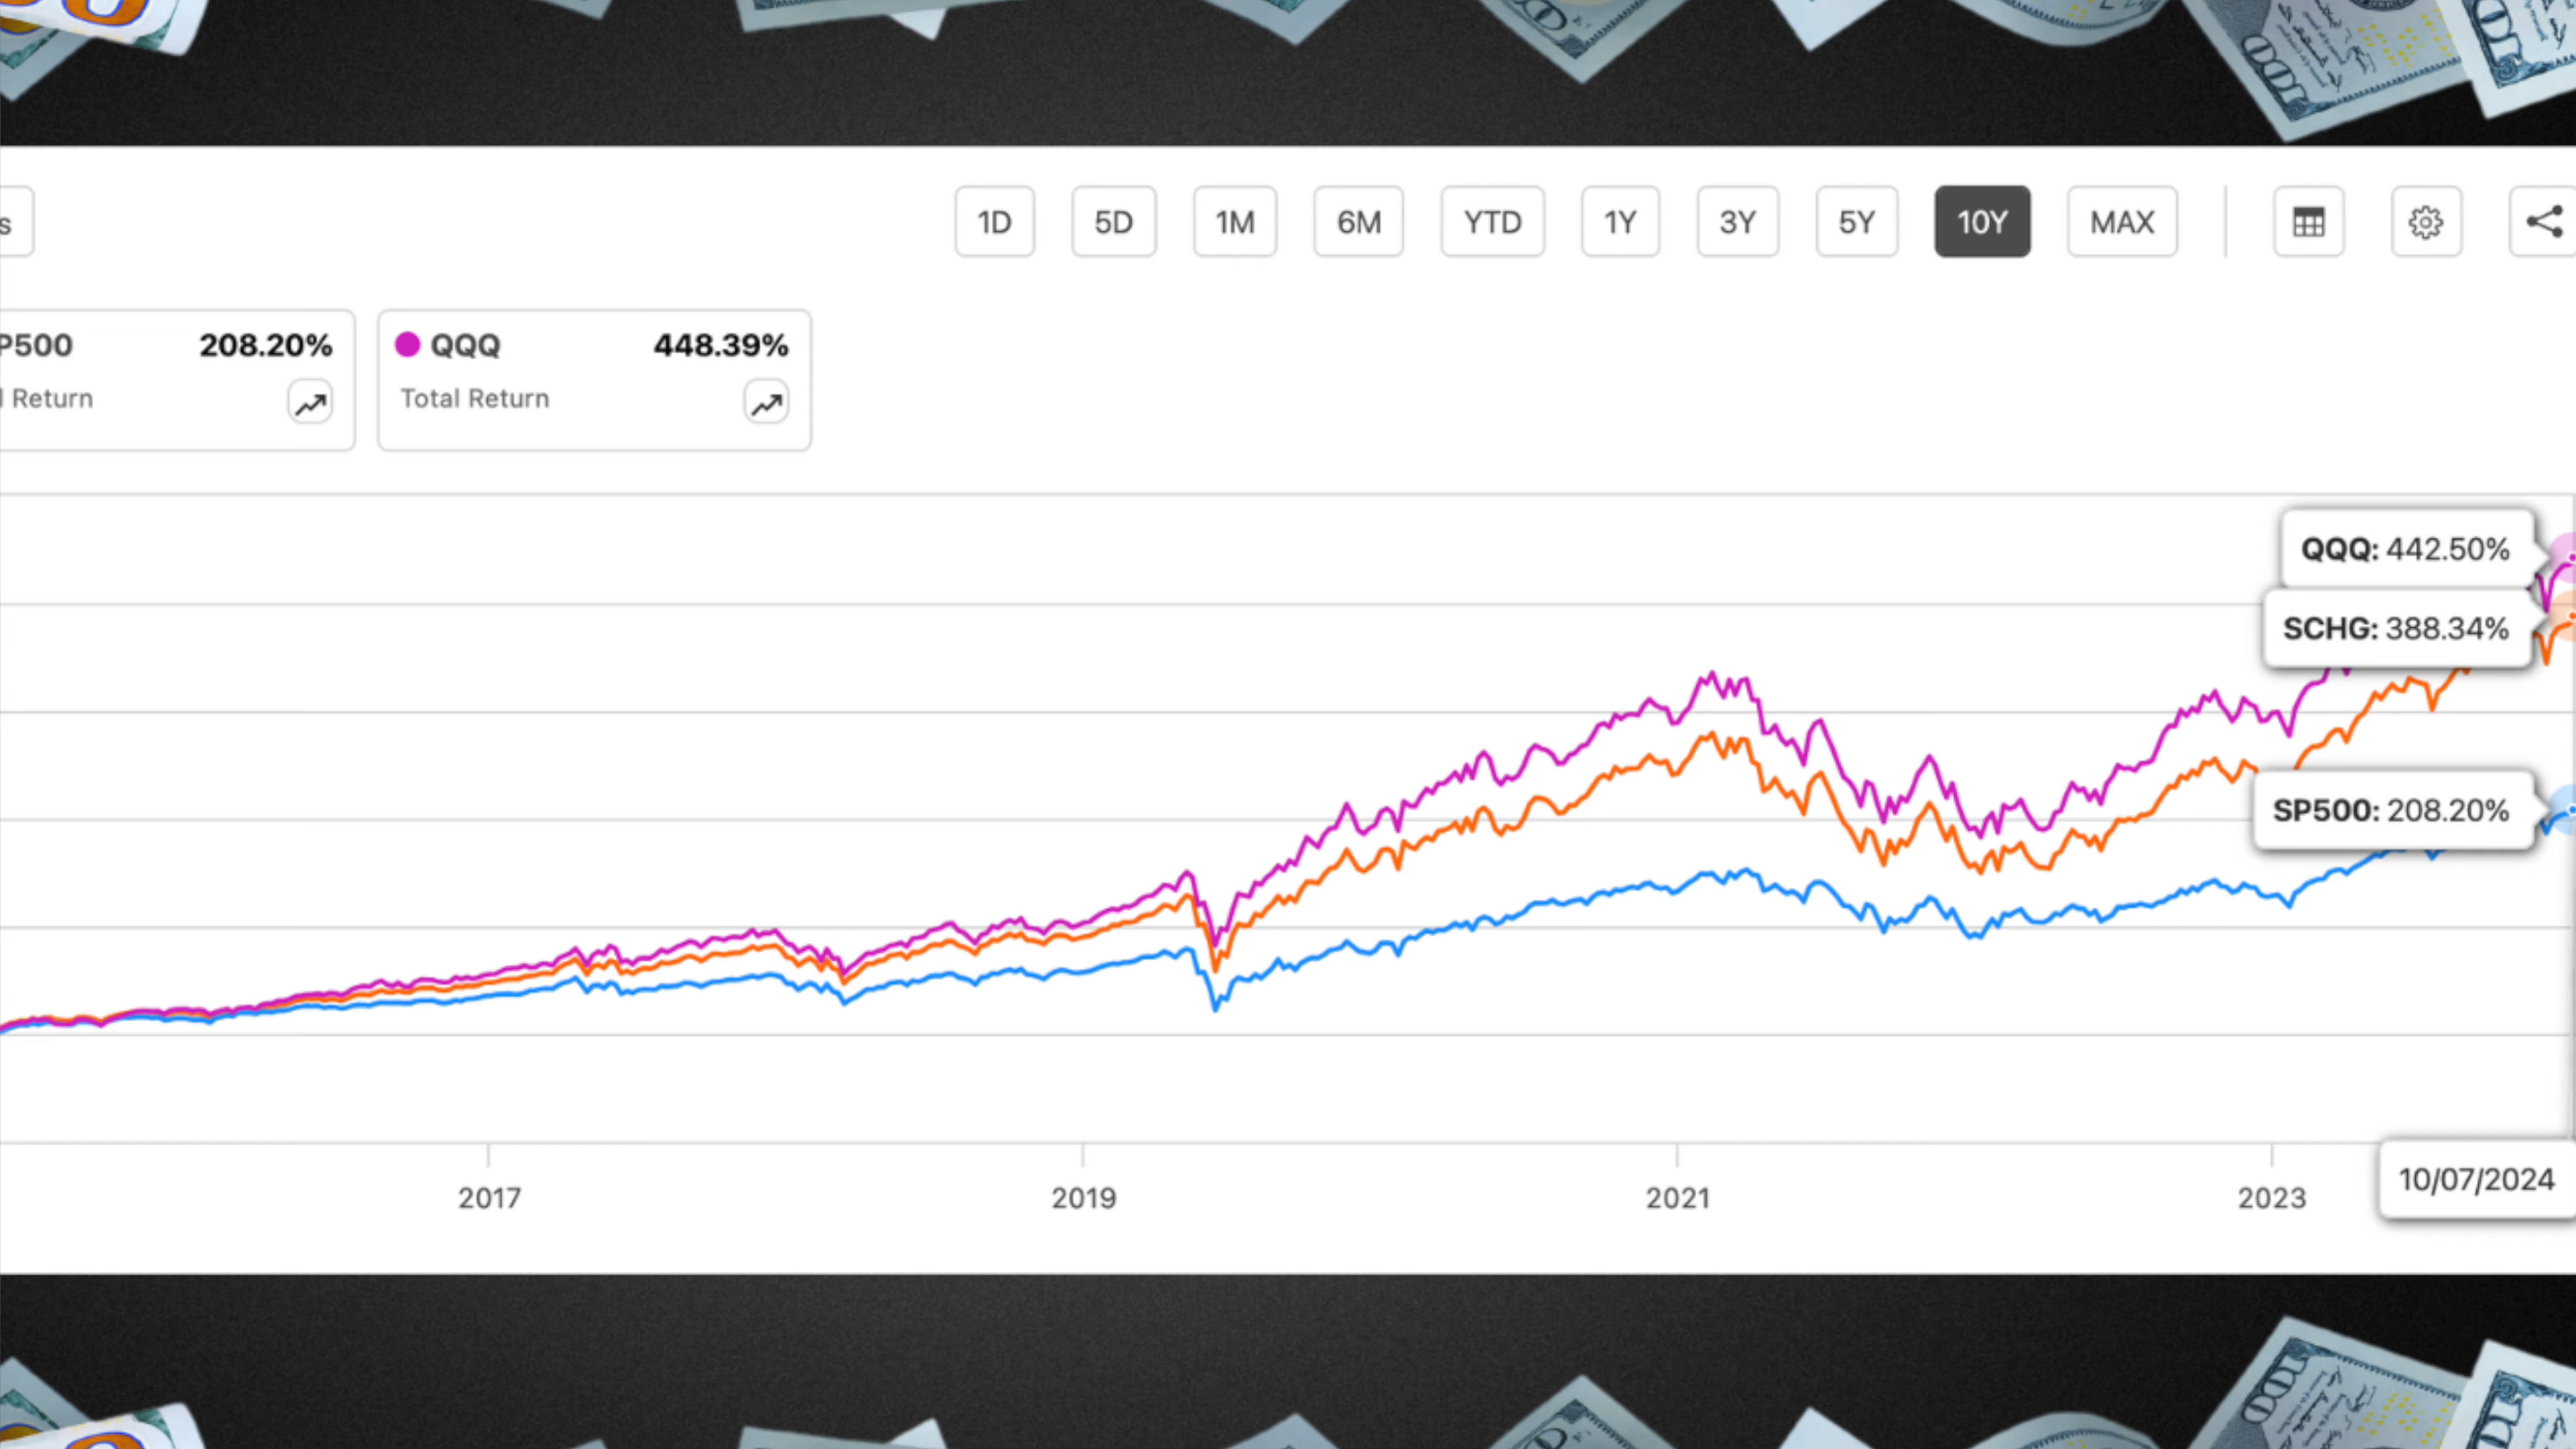 s 1D 5D 1M 6M YTD 1Y 3Y 5Y 10Y MAX
P500 208.20% QQQ 448.39%
l Return Total Return
QQQ: 442.50%
SCHG: 388.34%
SP500: 208.20%
2017 2019 2021 2023 10/07/2024